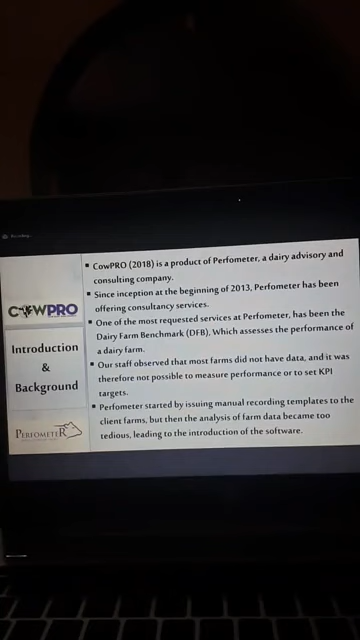 Recording...
COWPRO
Introduction
&
Background
PERFOMETER
▪ CowPRO (2018) is a product of Perfometer, a dairy advisory and
consulting company.
▪ Since inception at the beginning of 2013, Perfometer has been
offering consultancy services.
▪ One of the most requested services at Perfometer, has been the
Dairy Farm Benchmark (DFB), Which assesses the performance of
a dairy farm.
▪ Our staff observed that most farms did not have data, and it was
therefore not possible to measure performance or to set KPI
targets.
▪ Perfometer started by issuing manual recording templates to the
client farms, but then the analysis of farm data became too
tedious, leading to the introduction of the software.